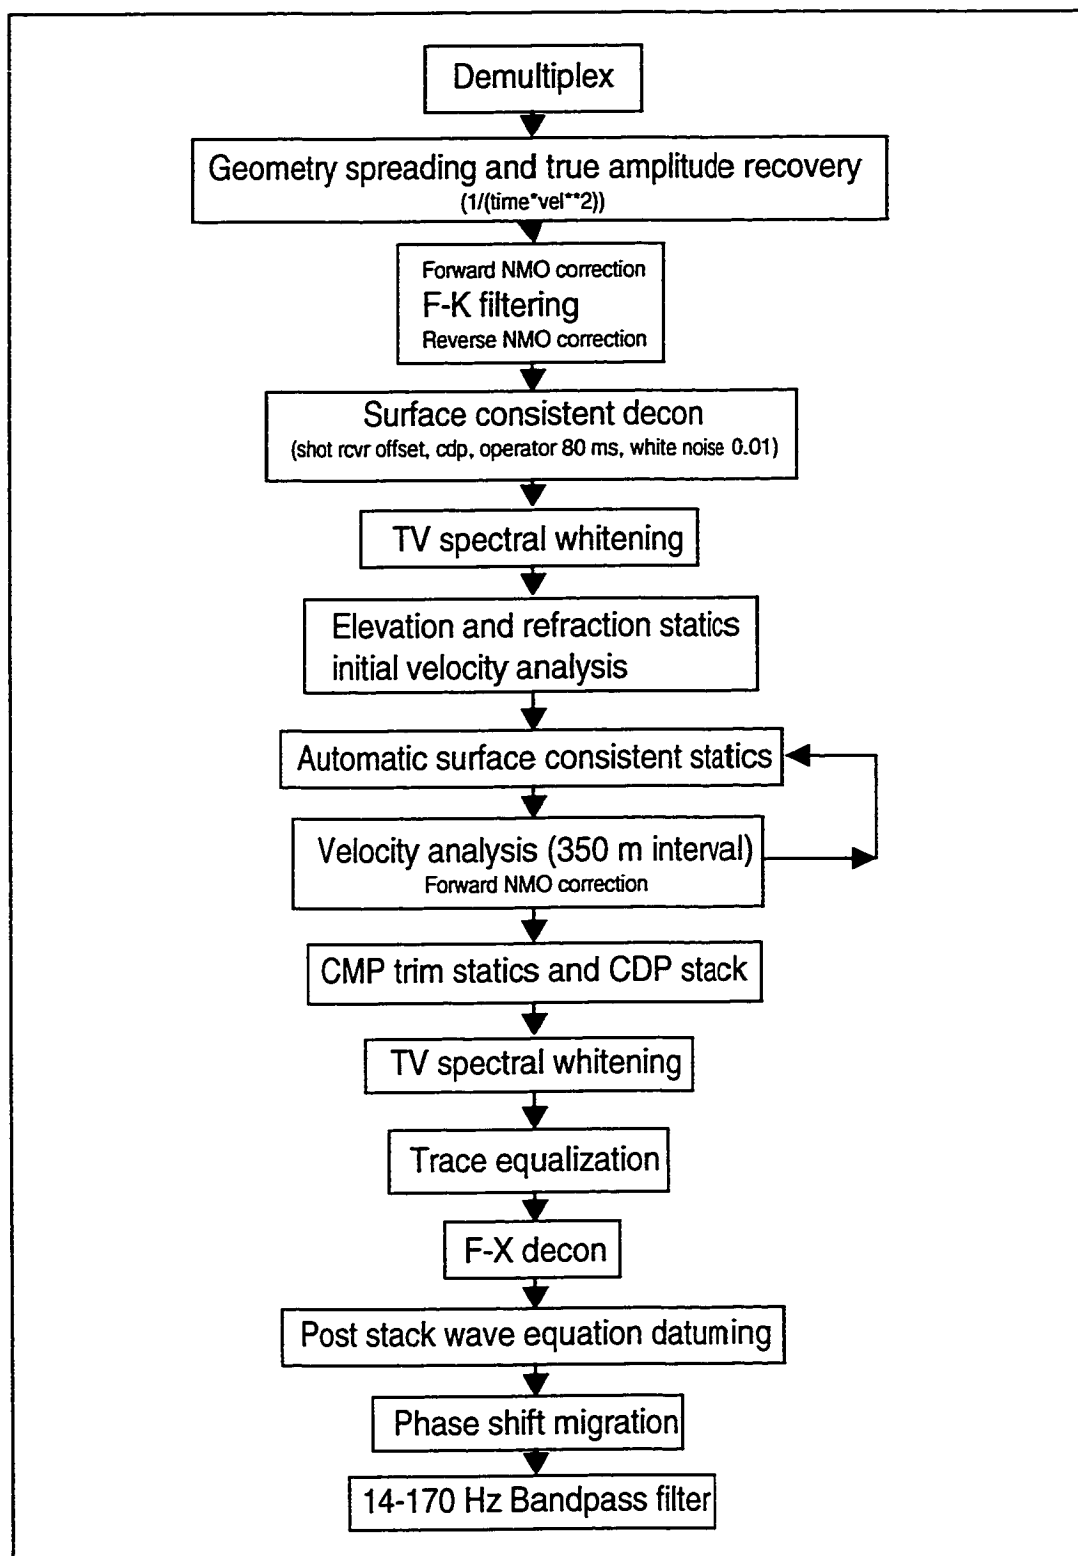 Demultiplex
Geometry spreading and true amplitude recovery
(1/(time*vel**2))
Forward NMO correction
F-K filtering
Reverse NMO correction
Surface consistent decon
(shot rcvr offset, cdp, operator 80 ms, white noise 0.01)
TV spectral whitening
Elevation and refraction statics
initial velocity analysis
Automatic surface consistent statics
Velocity analysis (350 m interval)
Forward NMO correction
CMP trim statics and CDP stack
TV spectral whitening
Trace equalization
F-X decon
Post stack wave equation datuming
Phase shift migration
14-170 Hz Bandpass filter